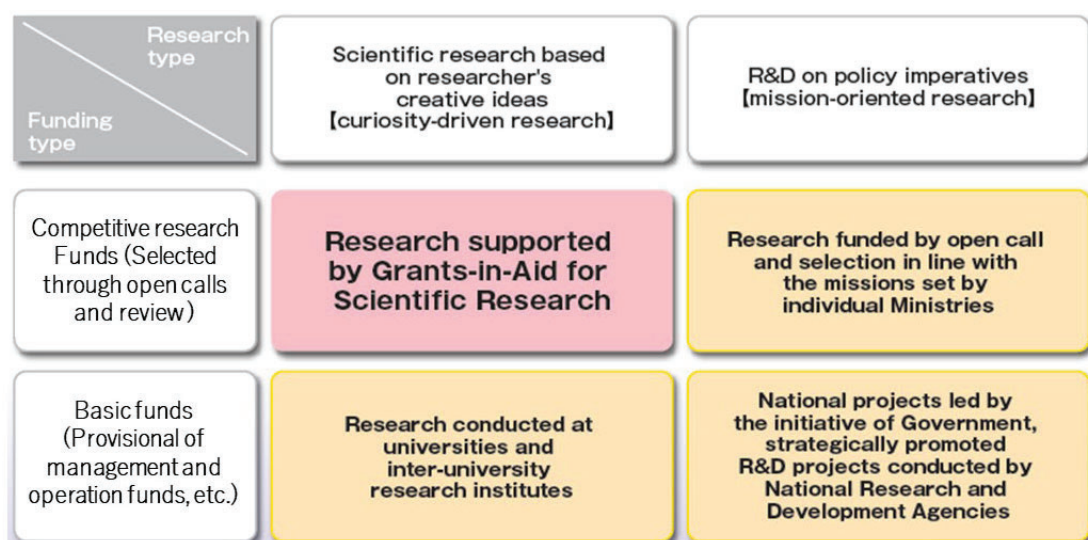 Research
type
Funding
type
Scientific research based
on researcher's
creative ideas
【curiosity-driven research】
R&D on policy imperatives
【mission-oriented research】
Competitive research
Funds (Selected
through open calls
and review)
Research supported
by Grants-in-Aid for
Scientific Research
Research funded by open call
and selection in line with
the missions set by
individual Ministries
Basic funds
(Provisional of
management and
operation funds, etc.)
Research conducted at
universities and
inter-university
research institutes
National projects led by
the initiative of Government,
strategically promoted
R&D projects conducted by
National Research and
Development Agencies